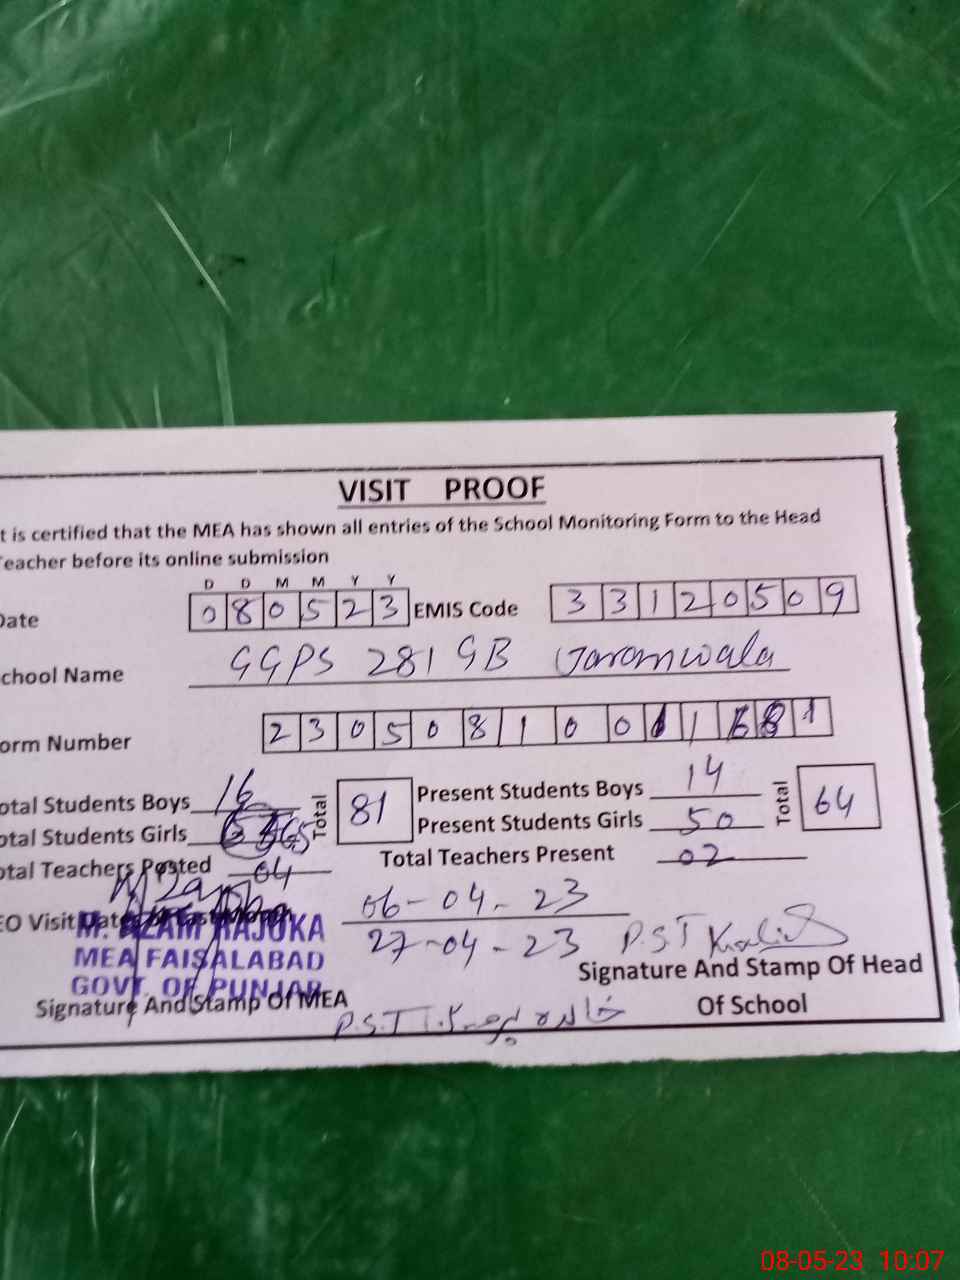 VISIT PROOF
t is certified that the MEA has shown all entries of the School Monitoring Form to the Head
eacher before its online submission
D D M M Y Y
Date 0 8 0 5 2 3 EMIS Code 3 3 1 2 0 5 0 9
chool Name GGPS 281 GB Jaranwala
orm Number 2 3 0 5 0 8 1 0 0 1 1
otal Students Boys 16 Total 81 Present Students Boys 14 Total 64
otal Students Girls 65 Present Students Girls 50
otal Teachers Posted 04 Total Teachers Present 02
EO Visit Date 06-04-23
27-04-23 P.S.T
M. AZAM RAJOKA
MEA FAISALABAD
GOVT. OF PUNJAB
Signature And Stamp Of MEA
Signature And Stamp Of Head
Of School
P.S.T
08-05-23 10:07